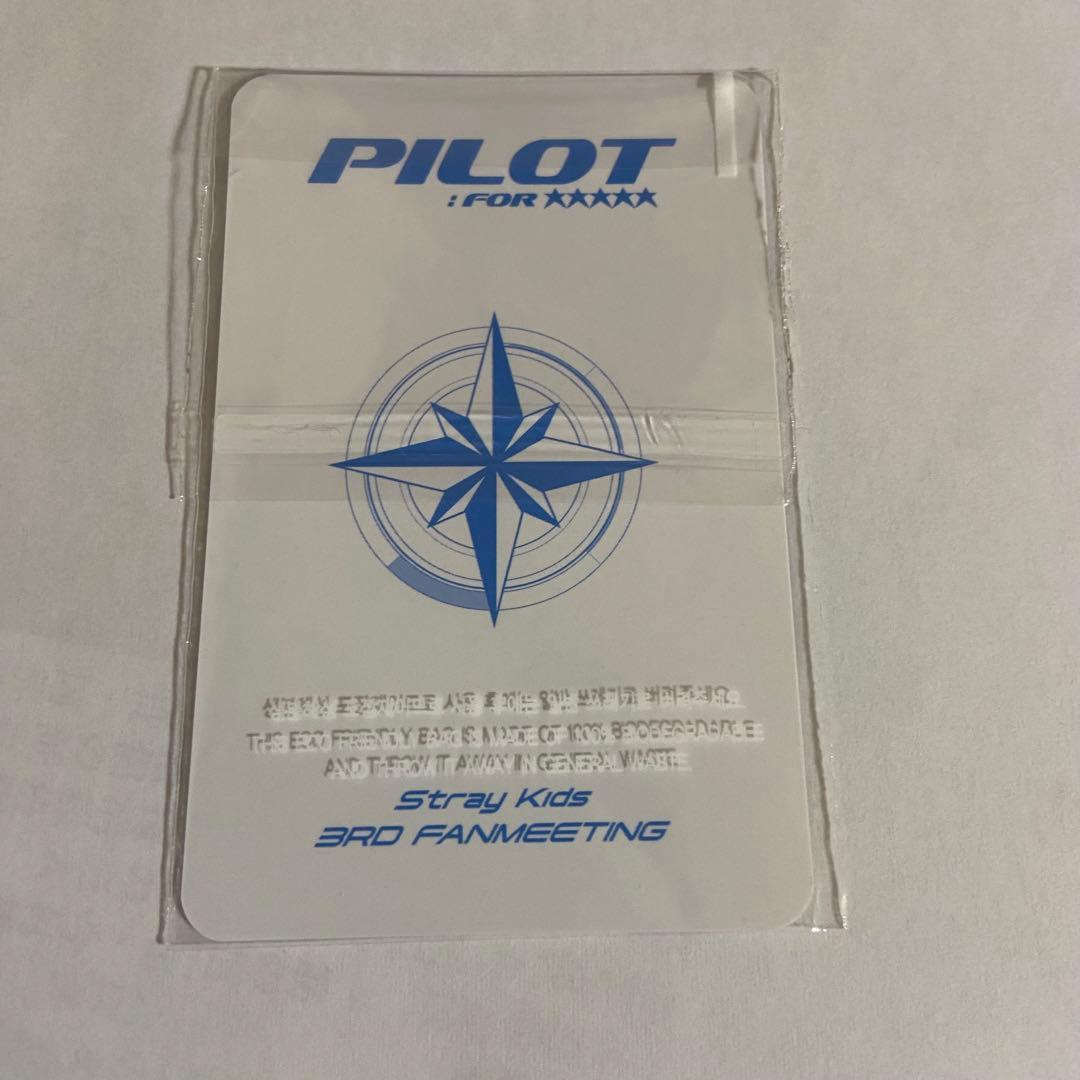 PILOT
: FOR ★★★★★
THIS ECO FRIENDLY BAG IS MADE OF 100% BIODEGRADABLE
AND THROW IT AWAY IN GENERAL WASTE
Stray Kids
3RD FANMEETING